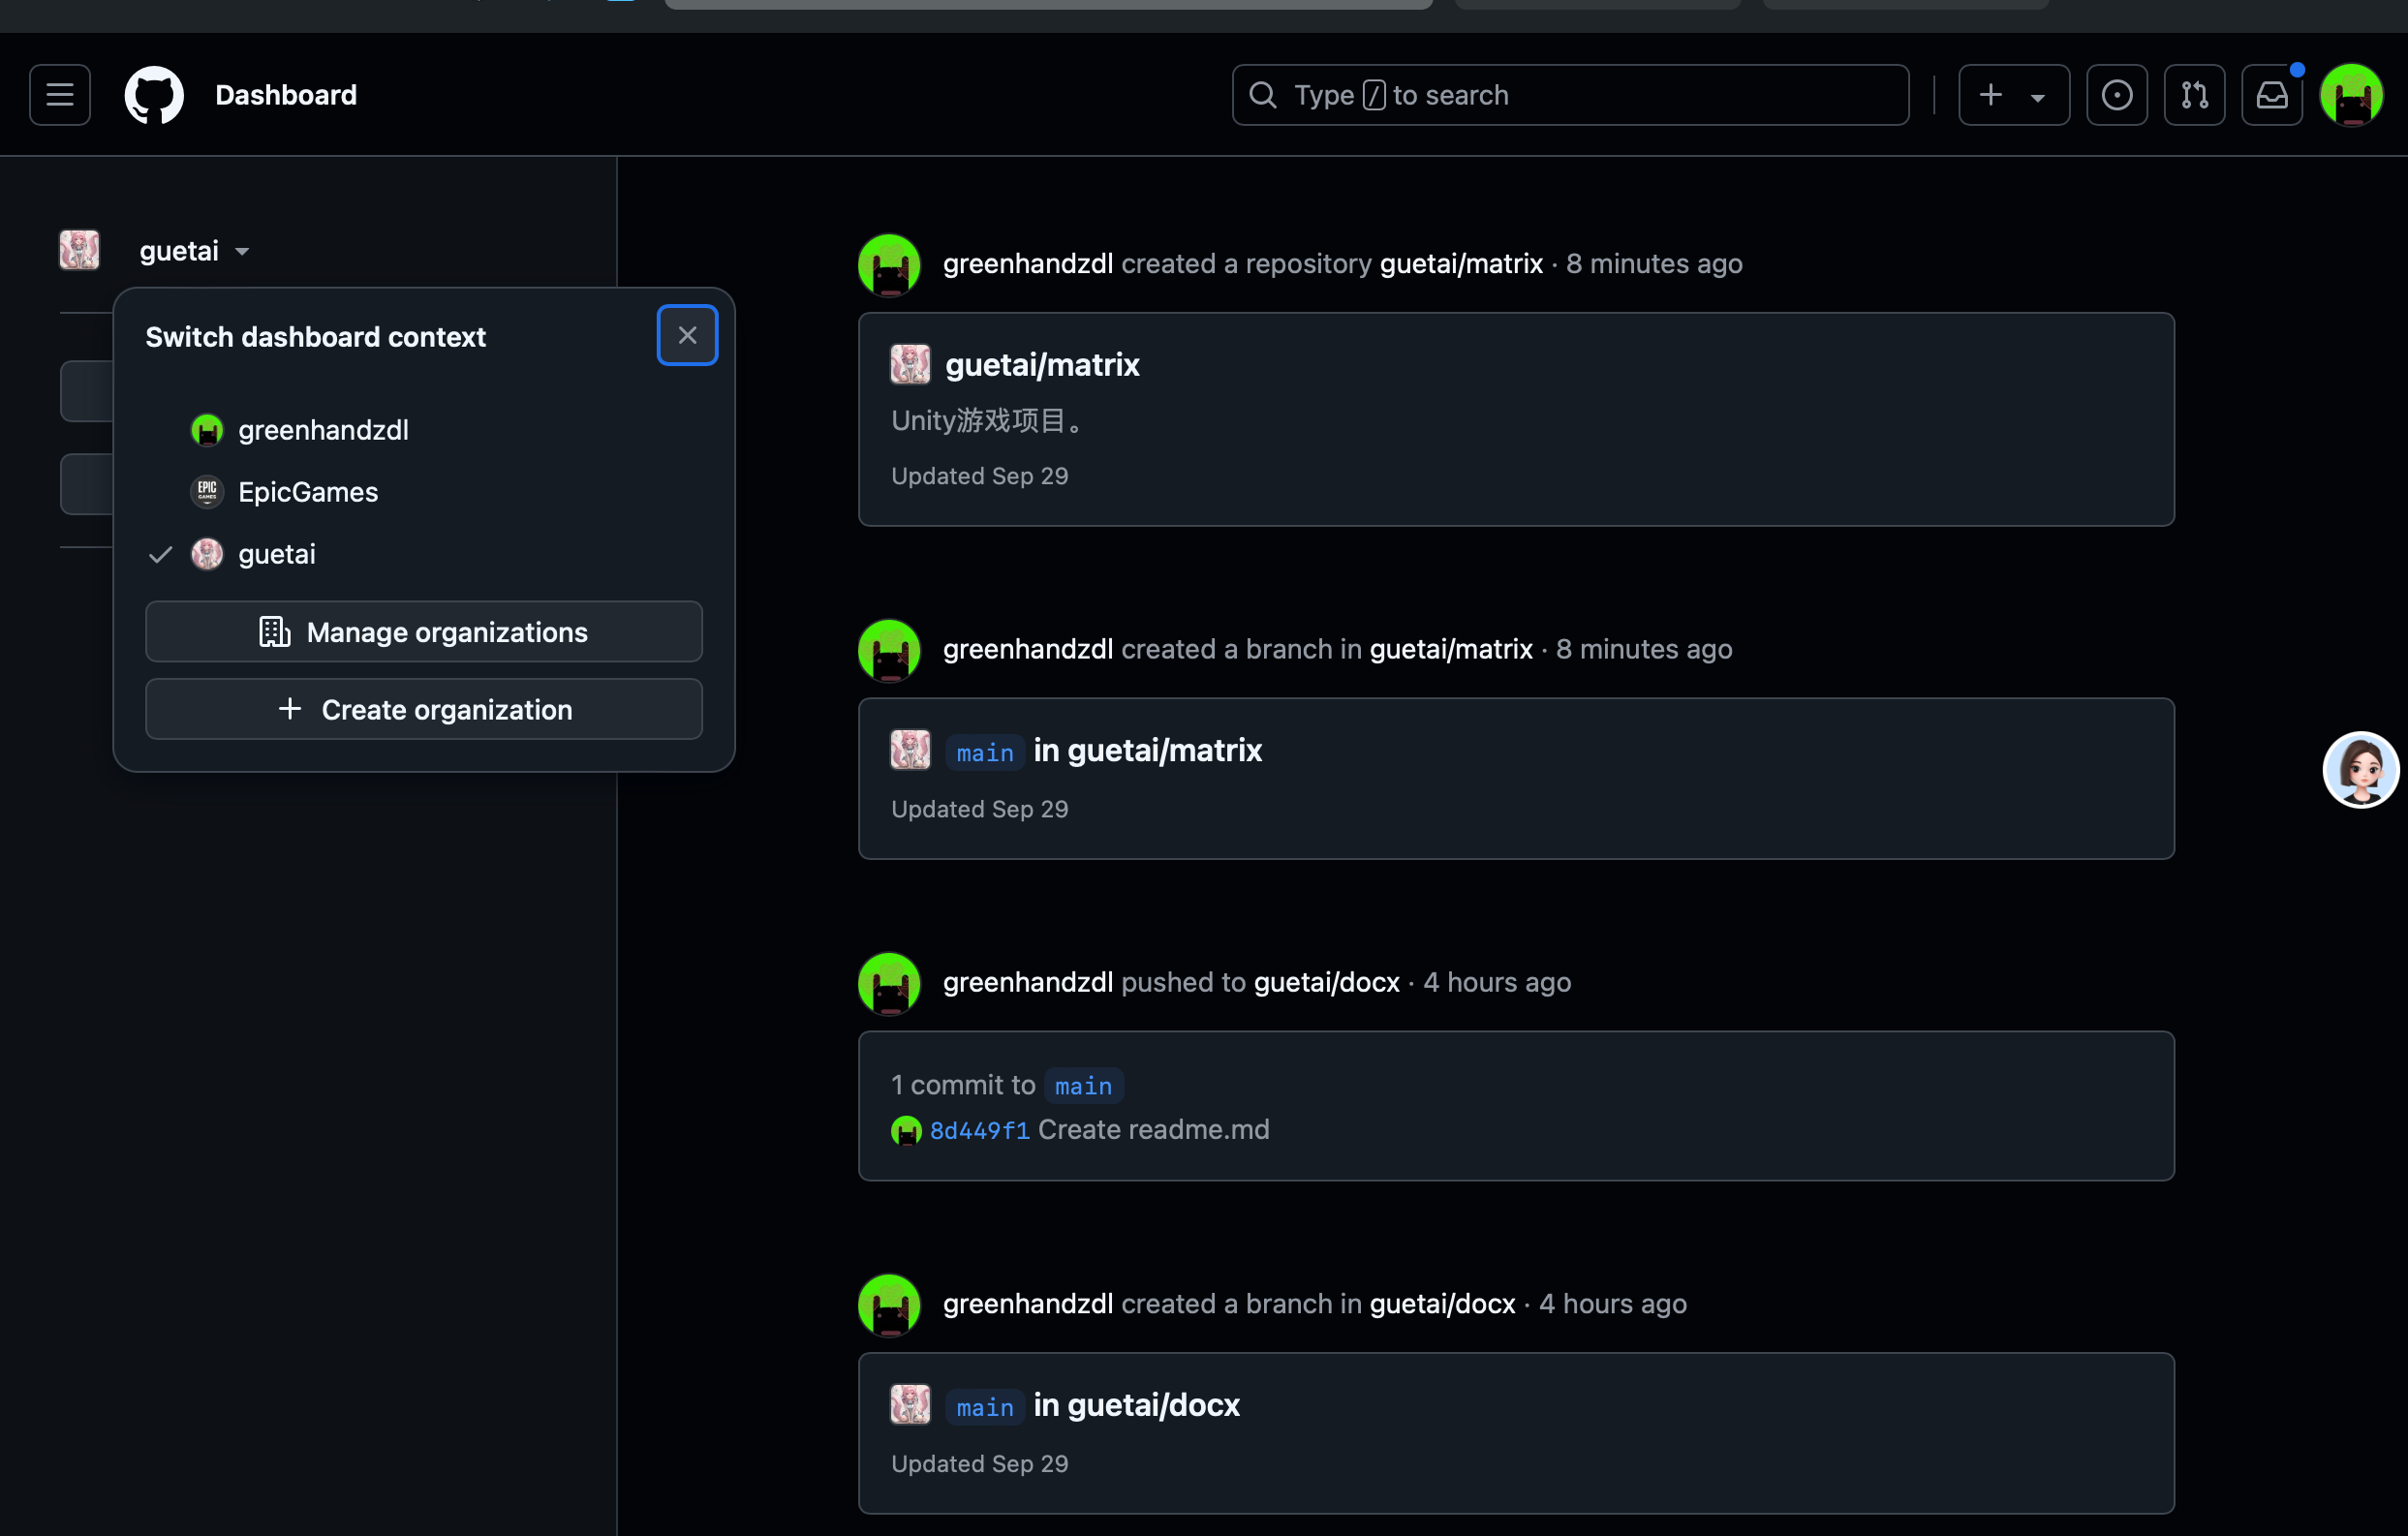 Dashboard
Type / to search
guetai
Switch dashboard context
greenhandzdl
EPIC GAMES
EpicGames
guetai
Manage organizations
Create organization
greenhandzdl created a repository guetai/matrix · 8 minutes ago
guetai/matrix
Unity游戏项目。
Updated Sep 29
greenhandzdl created a branch in guetai/matrix · 8 minutes ago
main in guetai/matrix
Updated Sep 29
greenhandzdl pushed to guetai/docx · 4 hours ago
1 commit to main
8d449f1 Create readme.md
greenhandzdl created a branch in guetai/docx · 4 hours ago
main in guetai/docx
Updated Sep 29